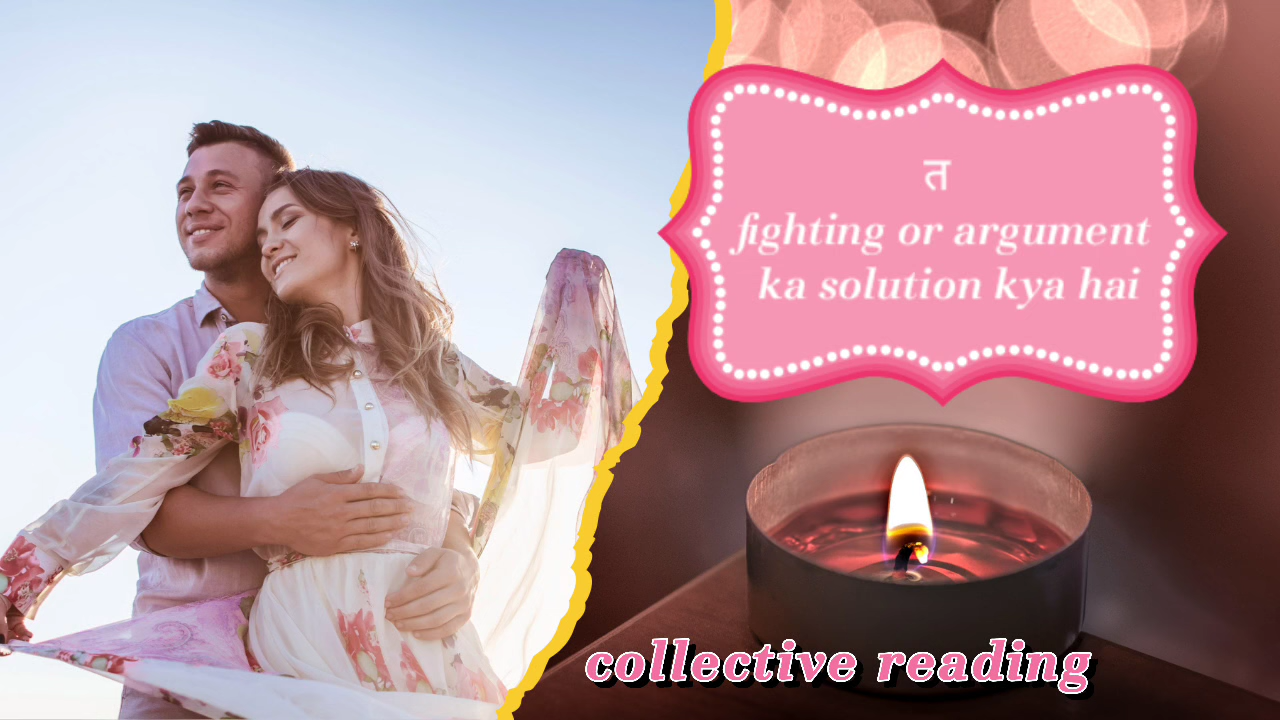 त
fighting or argument
ka solution kya hai
collective reading